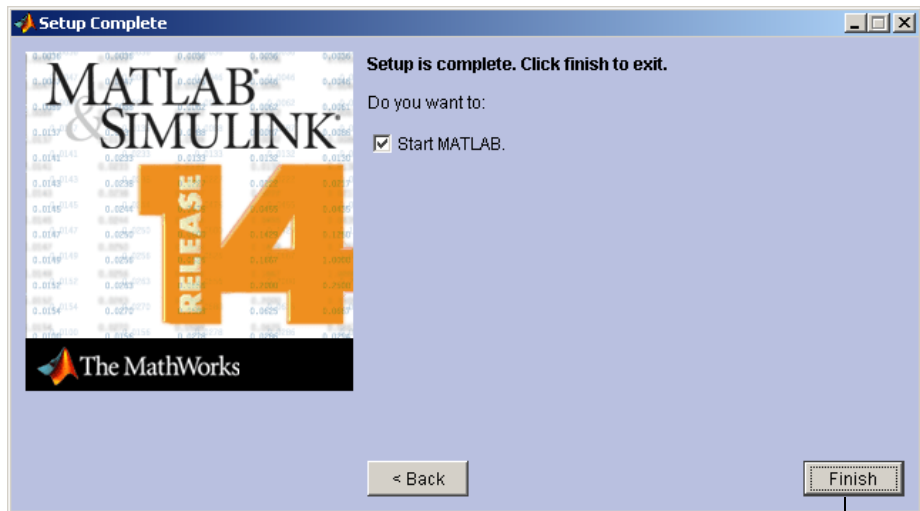 Setup Complete
MATLAB®
& SIMULINK®
RELEASE 14
The MathWorks
Setup is complete. Click finish to exit.
Do you want to:
Start MATLAB.
< Back
Finish